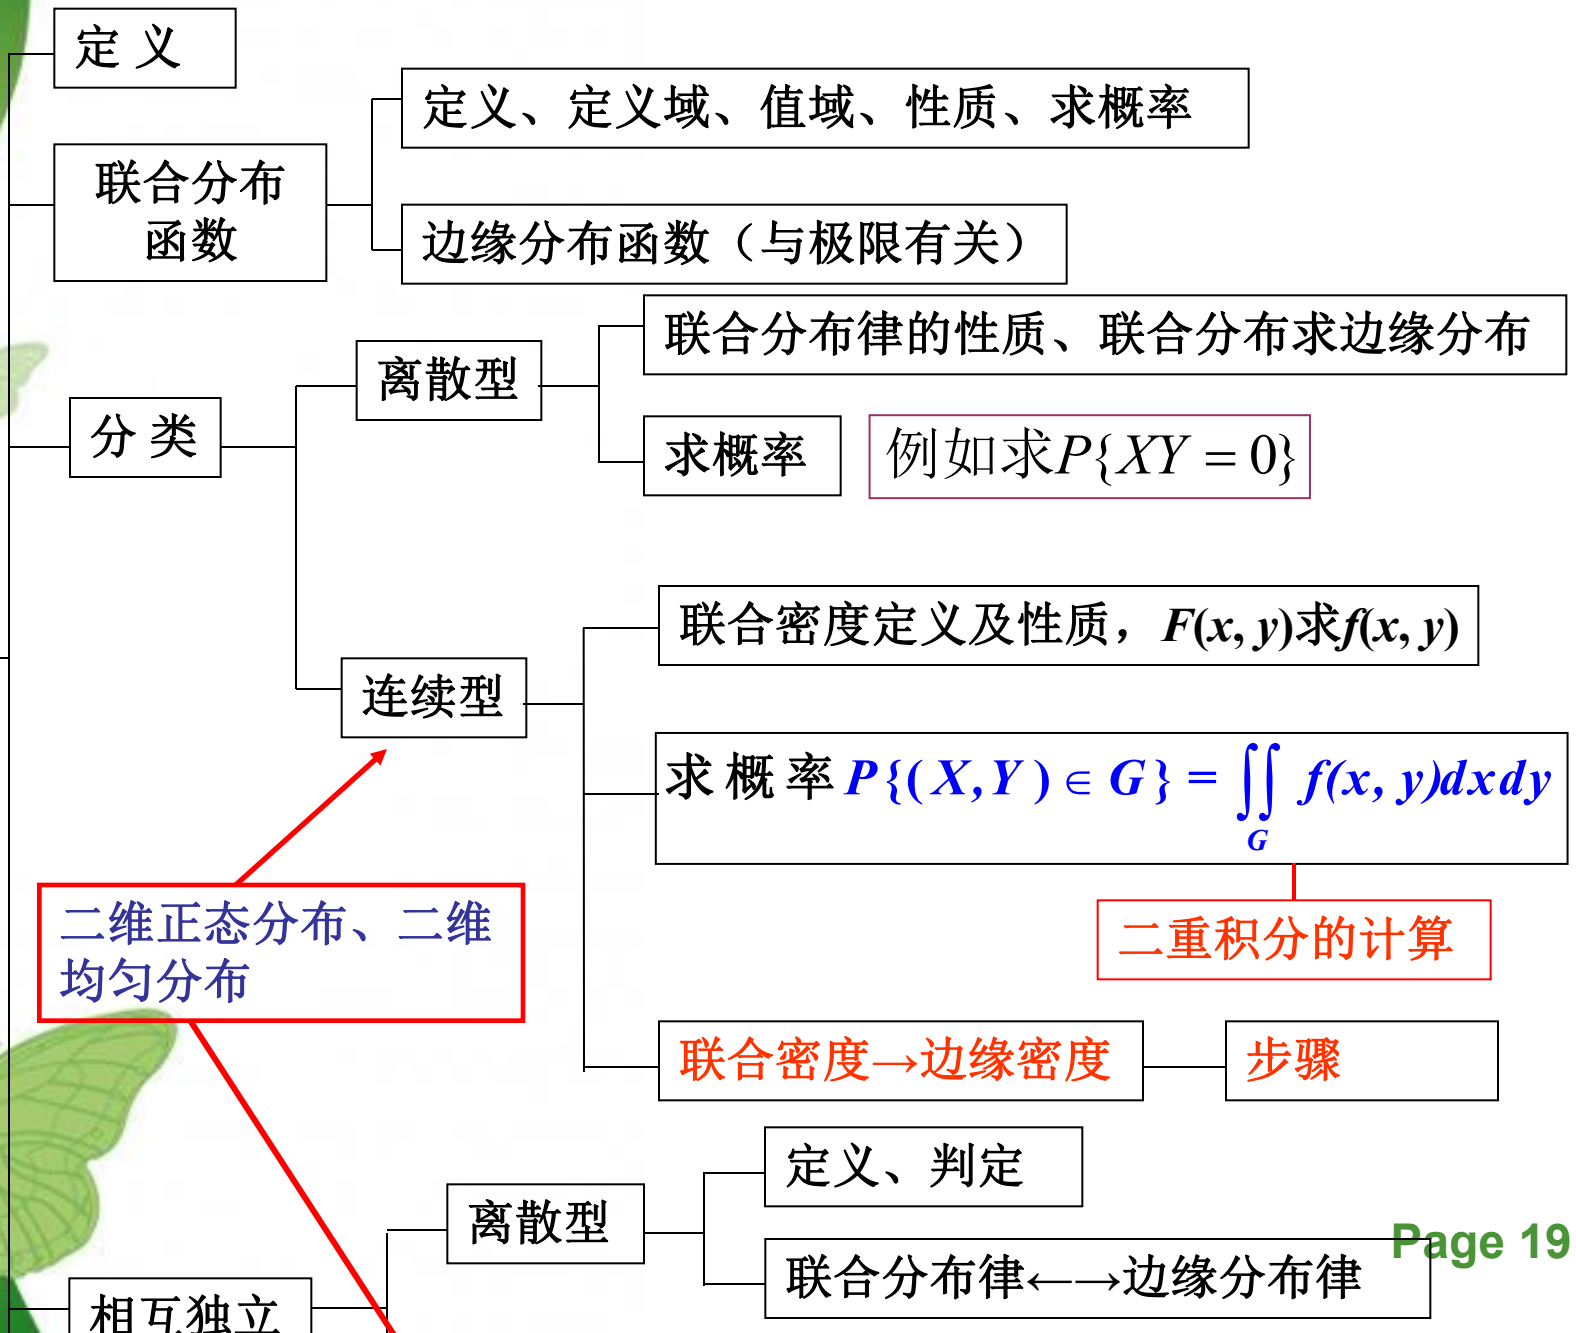 定 义
定义、定义域、值域、性质、求概率
联合分布
函数
边缘分布函数（与极限有关）
联合分布律的性质、联合分布求边缘分布
离散型
分 类
求概率
例如求P{XY = 0}
联合密度定义及性质，F(x, y)求f(x, y)
连续型
求 概 率 P{(X,Y) ∈ G} = ∬ f(x, y)dxdy
G
二维正态分布、二维
均匀分布
二重积分的计算
联合密度→边缘密度
步骤
定义、判定
离散型
Page 19
联合分布律←→边缘分布律
相互独立